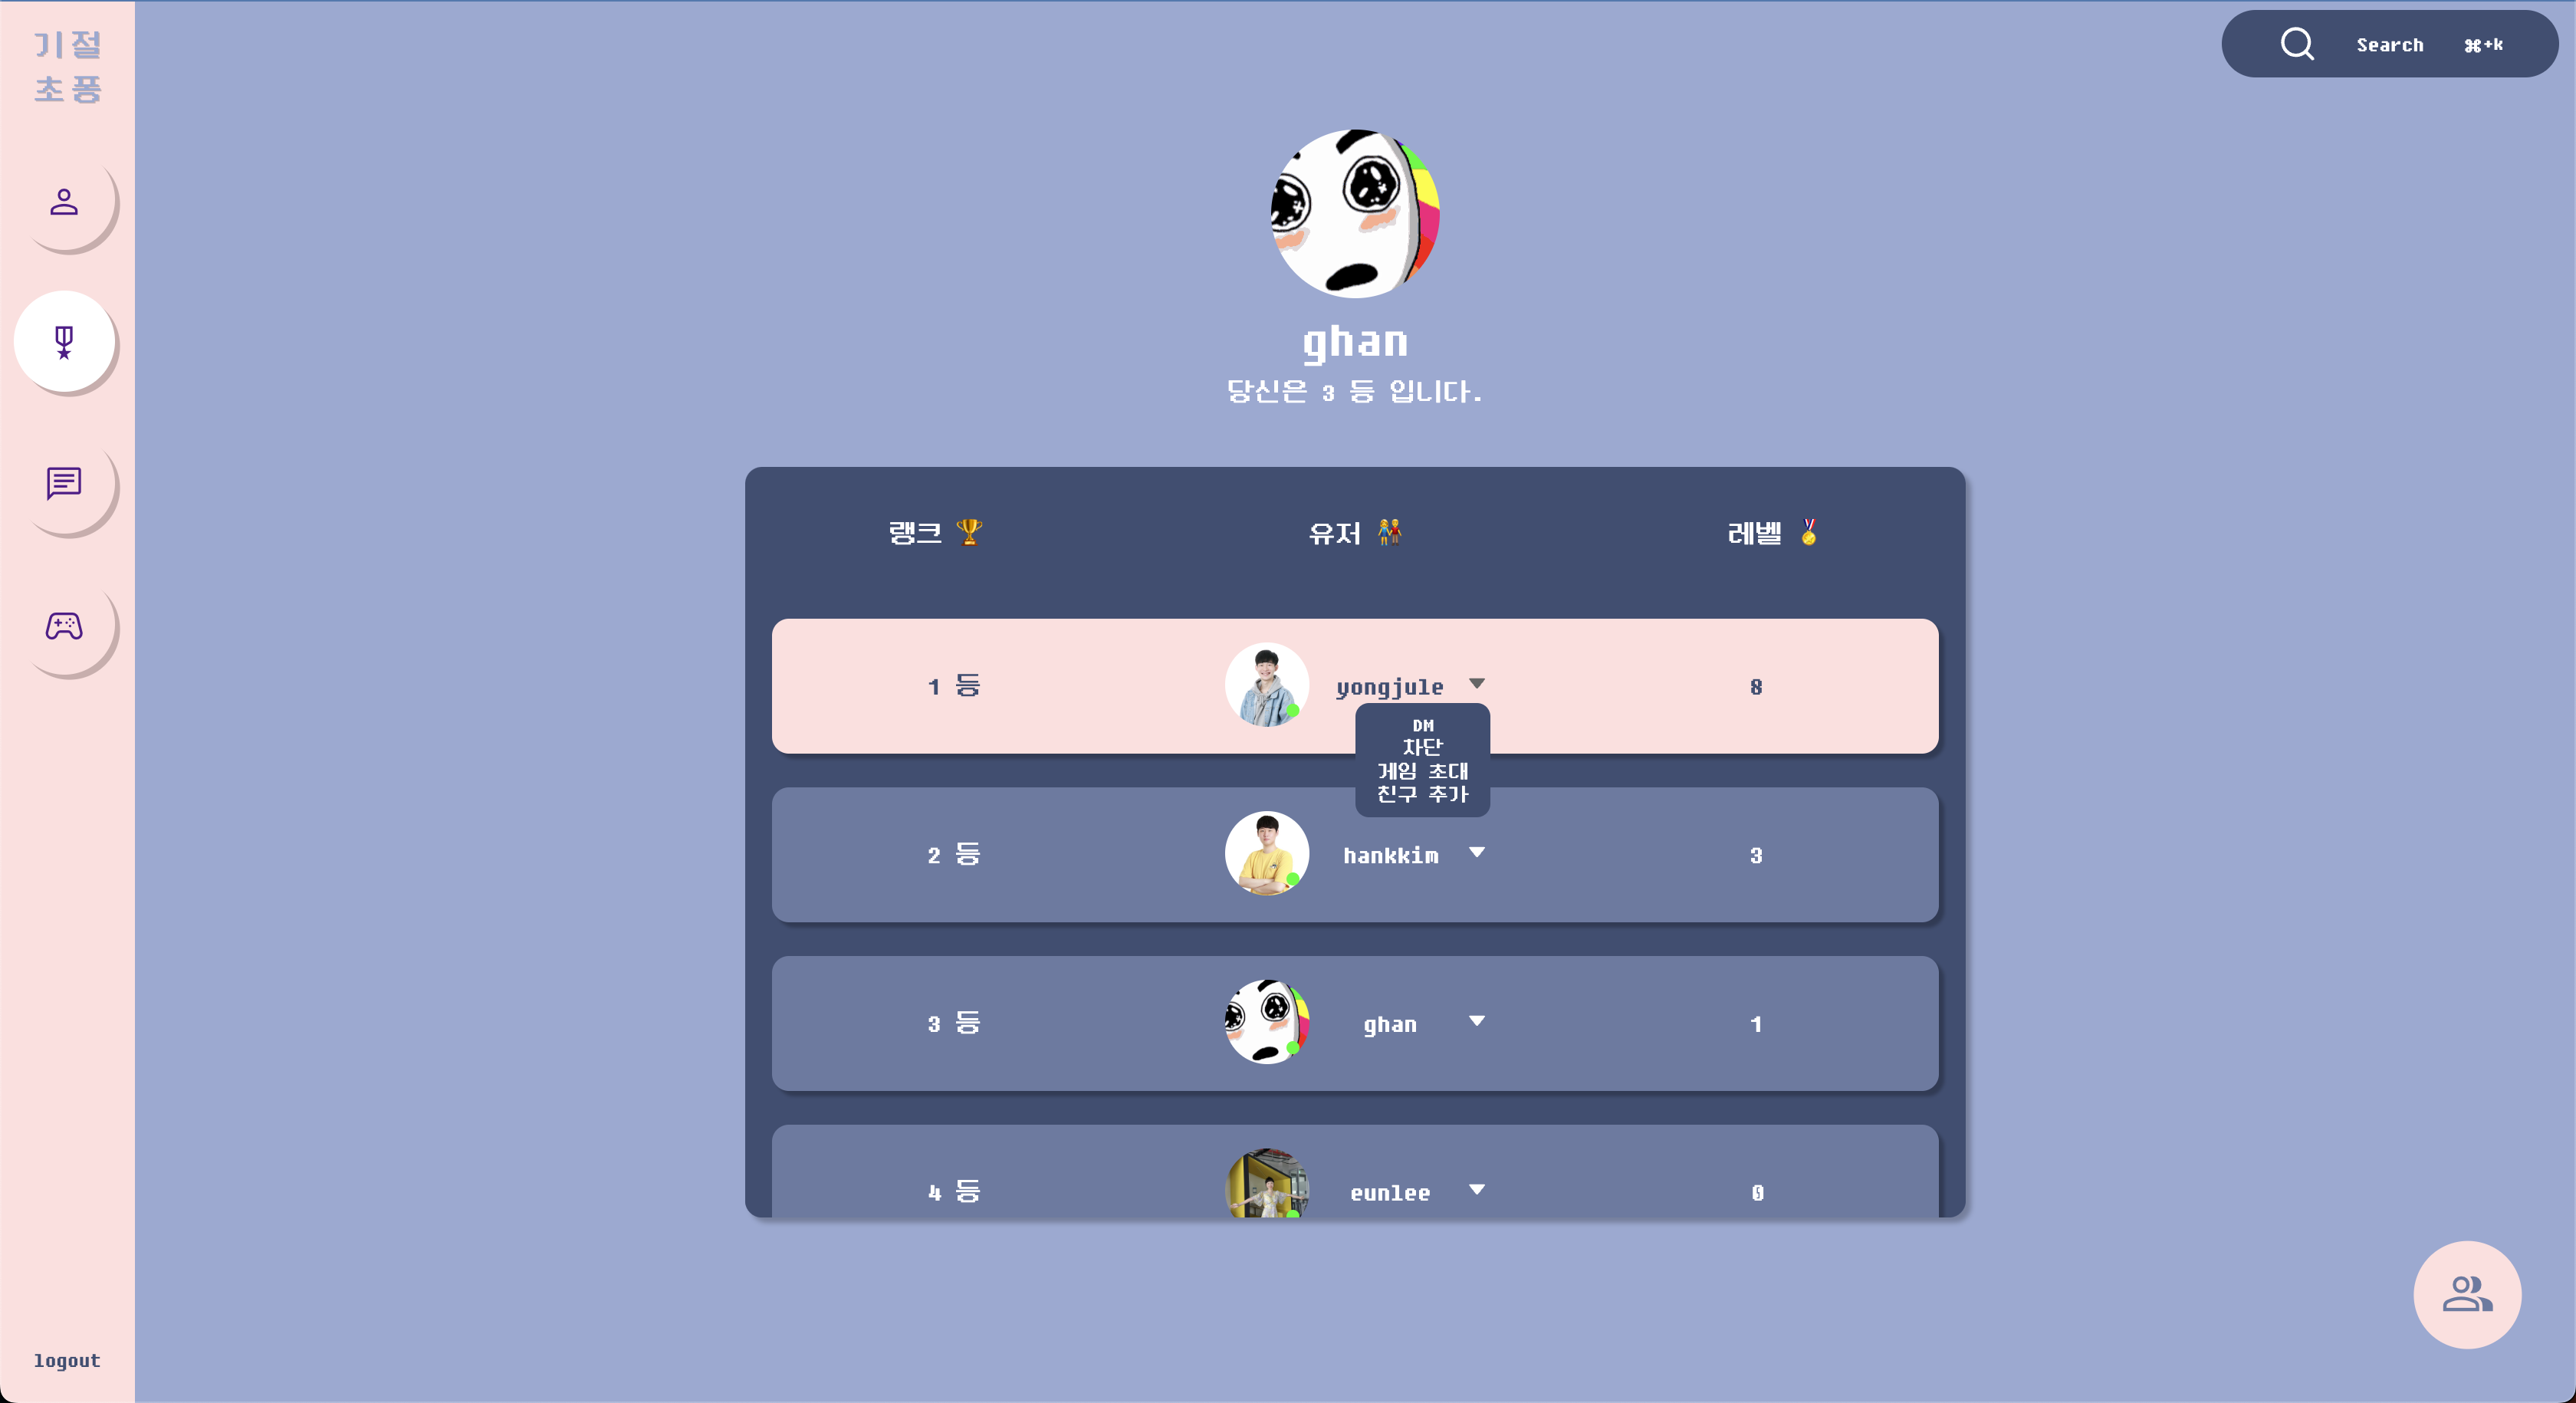 기절
초퐁
Search ⌘+k
ghan
당신은 3 등 입니다.
랭크 🏆 유저 👫 레벨 🏅
1 등 yongjule 8
DM
차단
게임 초대
친구 추가
2 등 hankkim 3
3 등 ghan 1
4 등 eunlee 0
logout